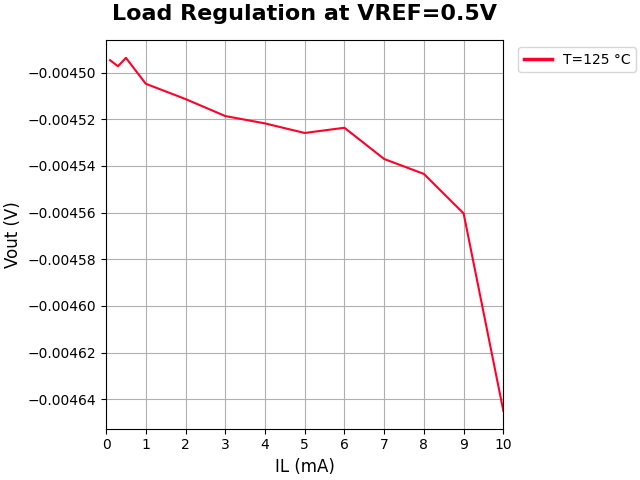 Load Regulation at VREF=0.5V
T=125 °C
Vout (V)
−0.00450
−0.00452
−0.00454
−0.00456
−0.00458
−0.00460
−0.00462
−0.00464
0 1 2 3 4 5 6 7 8 9 10
IL (mA)